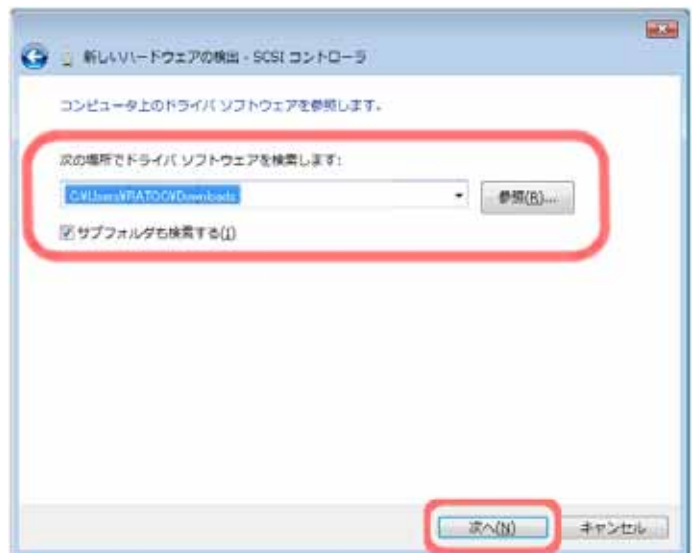 新しいハードウェアの検出 - SCSI コントローラ
コンピュータ上のドライバ ソフトウェアを参照します。
次の場所でドライバ ソフトウェアを検索します:
C:¥Users¥RATOC¥Downloads
参照(R)...
サブフォルダも検索する(I)
次へ(N)
キャンセル